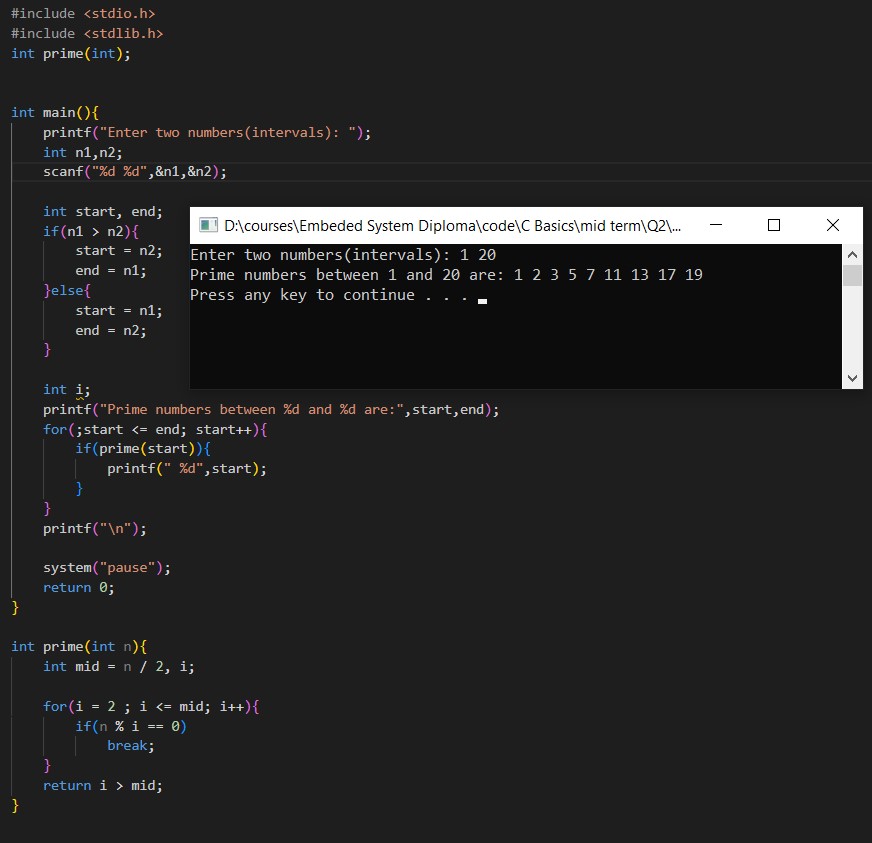 #include <stdio.h>
#include <stdlib.h>
int prime(int);
int main(){
    printf("Enter two numbers(intervals): ");
    int n1,n2;
    scanf("%d %d",&n1,&n2);
    int start, end;
    if(n1 > n2){
        start = n2;
        end = n1;
    }else{
        start = n1;
        end = n2;
    }
    int i;
    printf("Prime numbers between %d and %d are:",start,end);
    for(;start <= end; start++){
        if(prime(start)){
            printf(" %d",start);
        }
    }
    printf("\n");
    system("pause");
    return 0;
}
int prime(int n){
    int mid = n / 2, i;
    for(i = 2 ; i <= mid; i++){
        if(n % i == 0)
            break;
    }
    return i > mid;
}
D:\courses\Embeded System Diploma\code\C Basics\mid term\Q2\...
Enter two numbers(intervals): 1 20
Prime numbers between 1 and 20 are: 1 2 3 5 7 11 13 17 19
Press any key to continue . . .